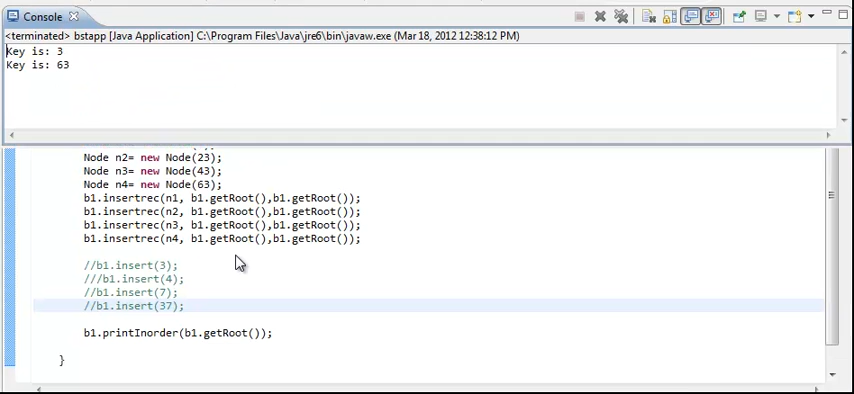 Console
<terminated> bstapp [Java Application] C:\Program Files\Java\jre6\bin\javaw.exe (Mar 18, 2012 12:38:12 PM)
Key is: 3
Key is: 63
Node n2= new Node(23);
Node n3= new Node(43);
Node n4= new Node(63);
b1.insertrec(n1, b1.getRoot(),b1.getRoot());
b1.insertrec(n2, b1.getRoot(),b1.getRoot());
b1.insertrec(n3, b1.getRoot(),b1.getRoot());
b1.insertrec(n4, b1.getRoot(),b1.getRoot());
//b1.insert(3);
///b1.insert(4);
//b1.insert(7);
//b1.insert(37);
b1.printInorder(b1.getRoot());
}